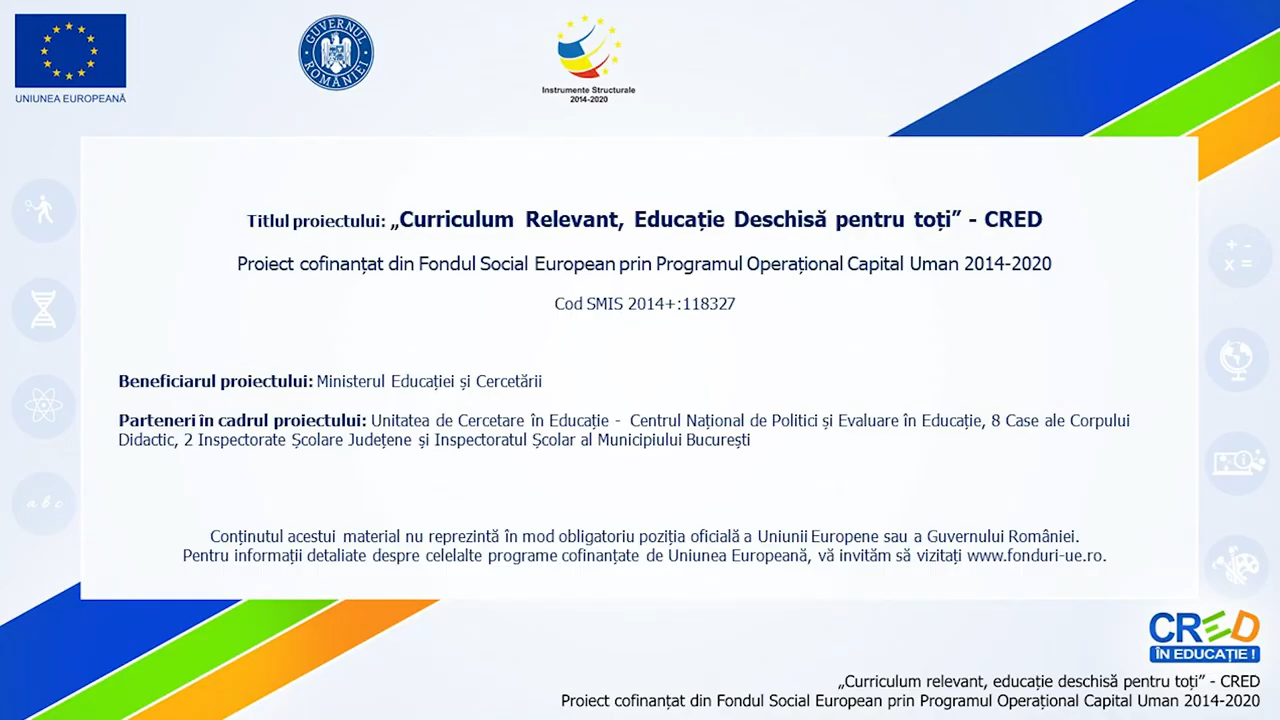 UNIUNEA EUROPEANĂ
GUVERNUL ROMÂNIEI
Instrumente Structurale
2014-2020
Titlul proiectului: „Curriculum Relevant, Educație Deschisă pentru toți” - CRED
Proiect cofinanțat din Fondul Social European prin Programul Operațional Capital Uman 2014-2020
Cod SMIS 2014+:118327
+ -
x =
Beneficiarul proiectului: Ministerul Educației și Cercetării
Parteneri în cadrul proiectului: Unitatea de Cercetare în Educație - Centrul Național de Politici și Evaluare în Educație, 8 Case ale Corpului
Didactic, 2 Inspectorate Școlare Județene și Inspectoratul Școlar al Municipiului București
a b c
Conținutul acestui material nu reprezintă în mod obligatoriu poziția oficială a Uniunii Europene sau a Guvernului României.
Pentru informații detaliate despre celelalte programe cofinanțate de Uniunea Europeană, vă invităm să vizitați www.fonduri-ue.ro.
CRED
ÎN EDUCAȚIE !
„Curriculum relevant, educație deschisă pentru toți” - CRED
Proiect cofinanțat din Fondul Social European prin Programul Operațional Capital Uman 2014-2020